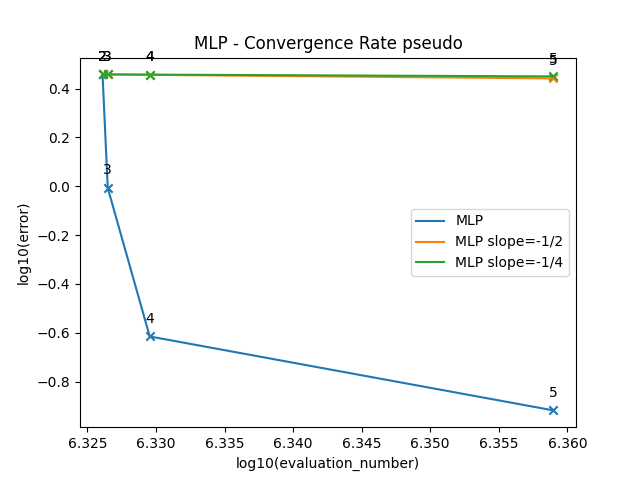 MLP - Convergence Rate pseudo
2 3 4 5
5
3
4
5
0.4
0.2
0.0
−0.2
−0.4
−0.6
−0.8
log10(error)
MLP
MLP slope=-1/2
MLP slope=-1/4
6.325 6.330 6.335 6.340 6.345 6.350 6.355 6.360
log10(evaluation_number)